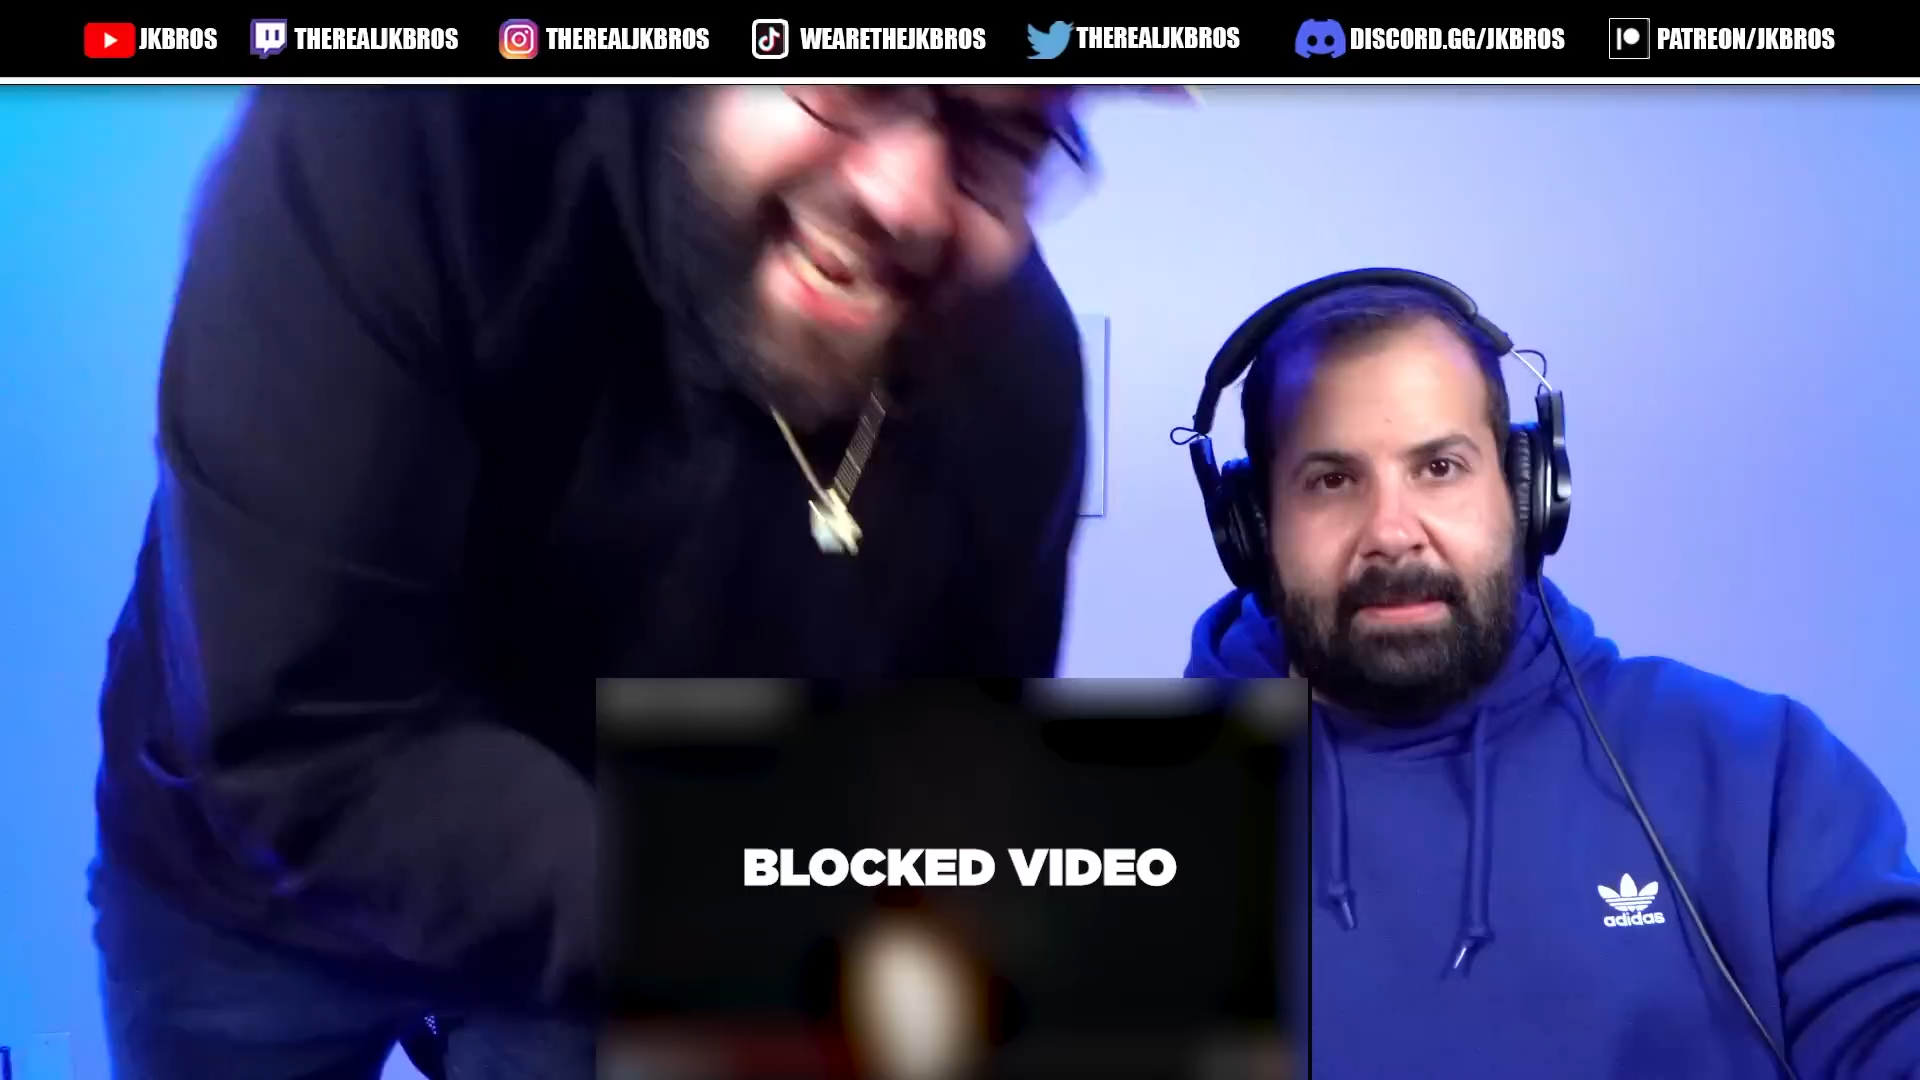 JKBROS THEREALJKBROS THEREALJKBROS WEARETHEJKBROS THEREALJKBROS DISCORD.GG/JKBROS PATREON/JKBROS
BLOCKED VIDEO
adidas